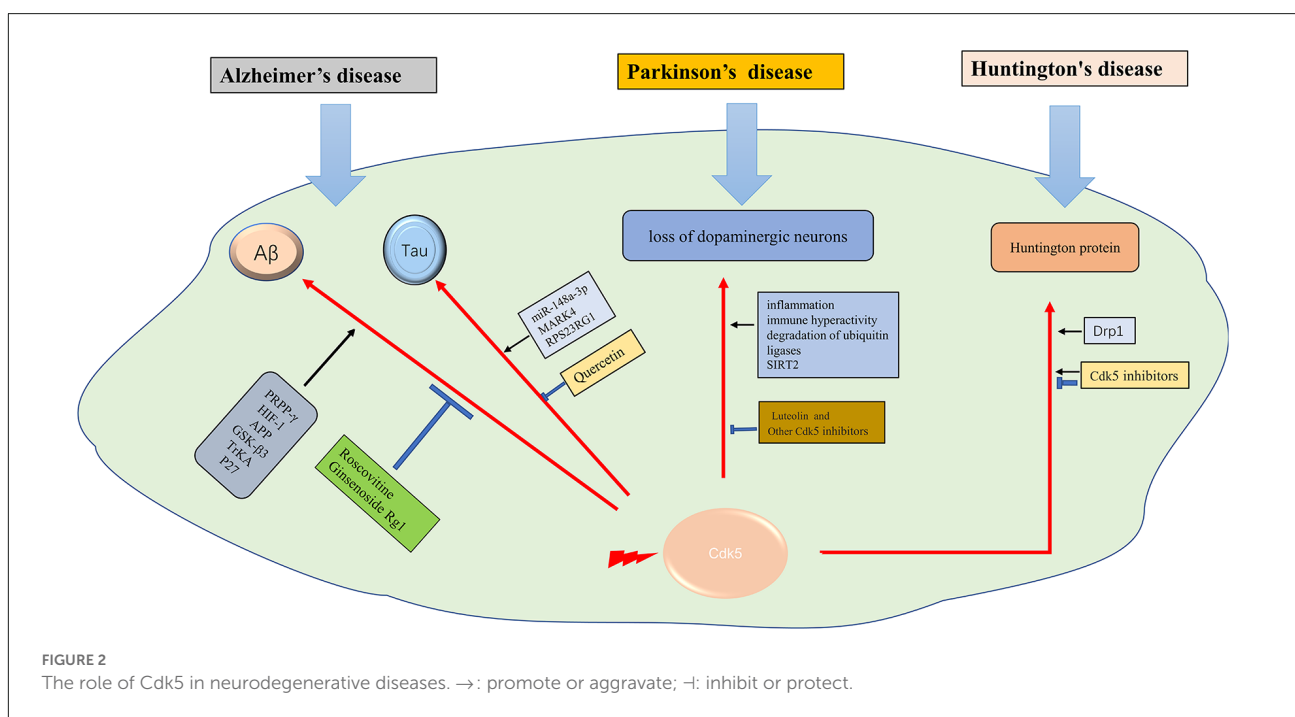 Alzheimer's disease
Parkinson's disease
Huntington's disease
Aβ
Tau
loss of dopaminergic neurons
Huntington protein
miR-148a-3p
MARK4
RPS23RG1
Quercetin
inflammation
immune hyperactivity
degradation of ubiquitin
ligases
SIRT2
Drp1
Cdk5 inhibitors
PRPP-γ
HIF-1
APP
GSK-β3
TrKA
P27
Roscovitine
Ginsenoside Rg1
Luteolin and
Other Cdk5 inhibitors
Cdk5
FIGURE 2
The role of Cdk5 in neurodegenerative diseases. →: promote or aggravate; ⊣: inhibit or protect.